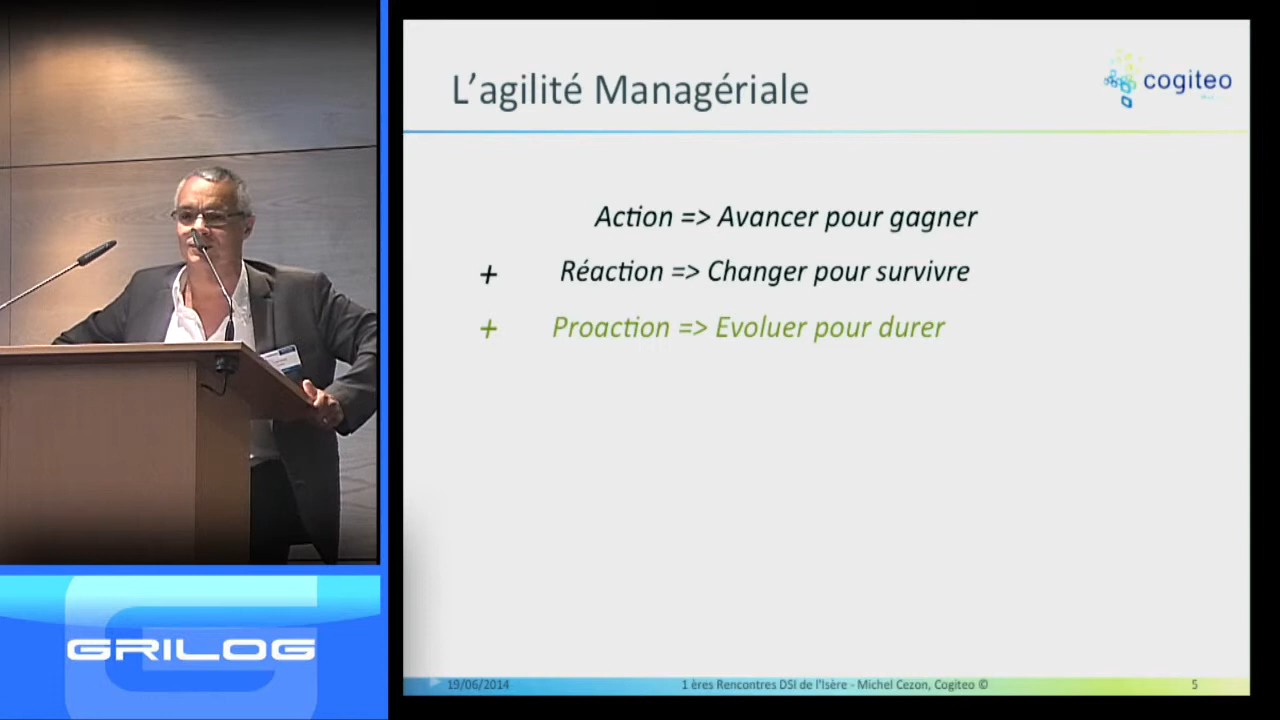 L'agilité Managériale
cogiteo
Action => Avancer pour gagner
+ Réaction => Changer pour survivre
+ Proaction => Evoluer pour durer
GRILOG
19/06/2014
1 ères Rencontres DSI de l'Isère - Michel Cezon, Cogiteo ©
5